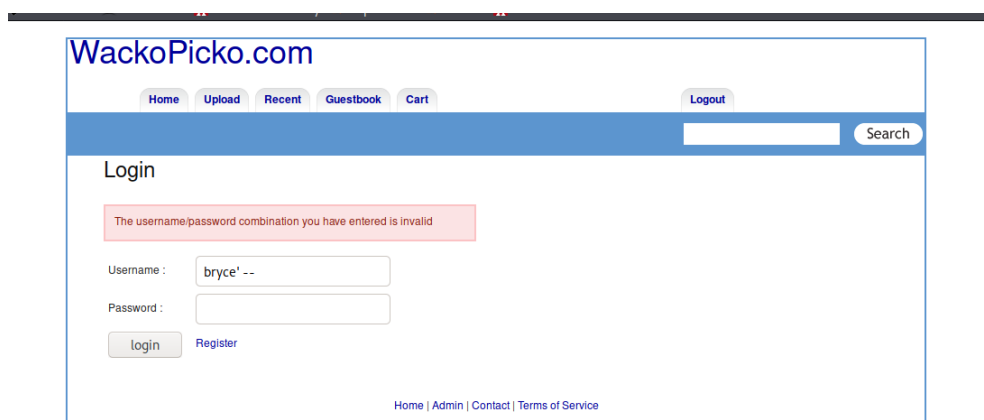 WackoPicko.com
Home Upload Recent Guestbook Cart Logout
Search
Login
The username/password combination you have entered is invalid
Username : bryce' --
Password :
login Register
Home | Admin | Contact | Terms of Service